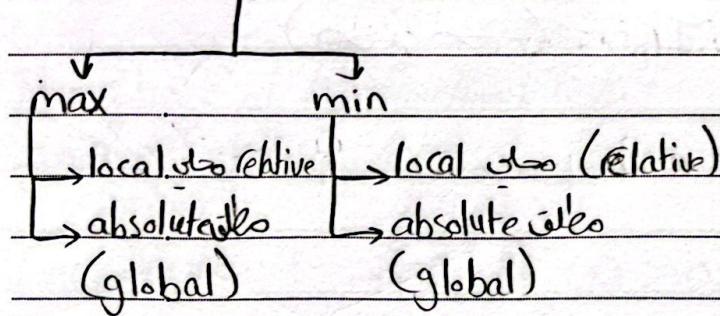 max min
local محلي relative local محلي (relative)
absolute مطلق absolute مطلق
(global) (global)